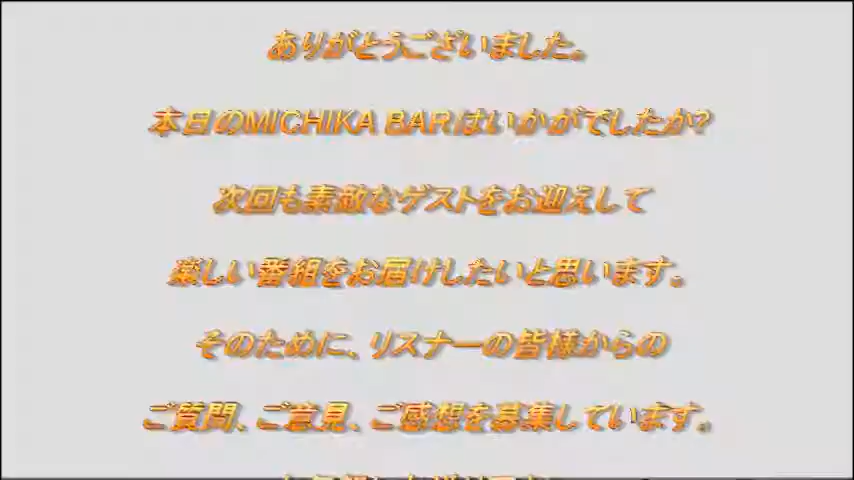 ありがとうございました。
本日のMICHIKA BARはいかがでしたか?
次回も素敵なゲストをお迎えして
楽しい番組をお届けしたいと思います。
そのために、リスナーの皆様からの
ご質問、ご意見、ご感想を募集しています。